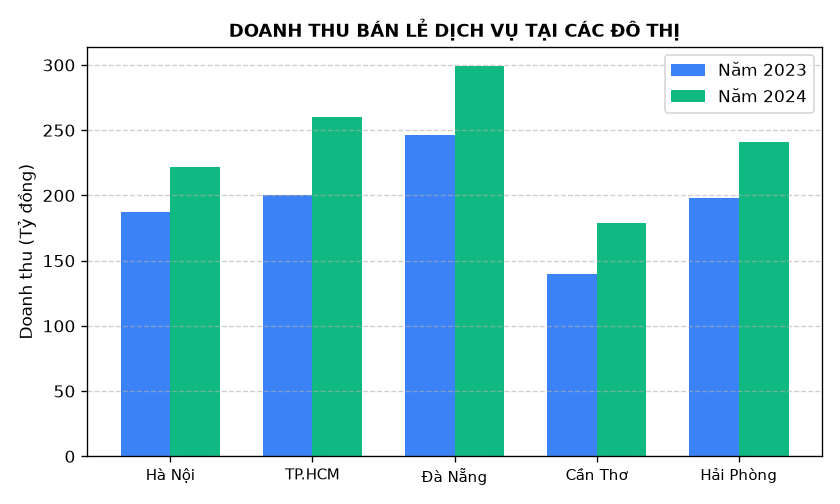 DOANH THU BÁN LẺ DỊCH VỤ TẠI CÁC ĐÔ THỊ
Năm 2023
Năm 2024
Doanh thu (Tỷ đồng)
300
250
200
150
100
50
0
Hà Nội TP.HCM Đà Nẵng Cần Thơ Hải Phòng